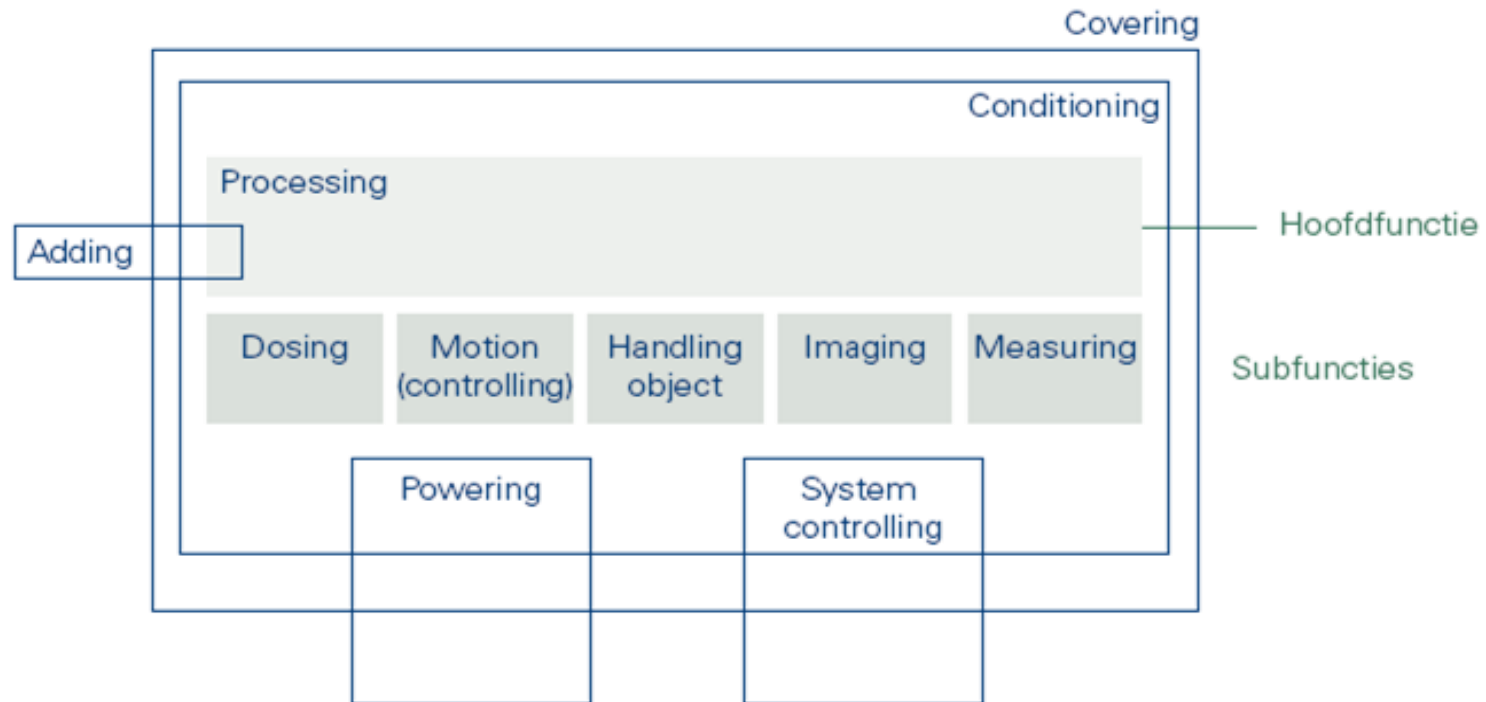 Covering
Conditioning
Processing
Adding
Hoofdfunctie
Dosing
Motion
(controlling)
Handling
object
Imaging
Measuring
Subfuncties
Powering
System
controlling